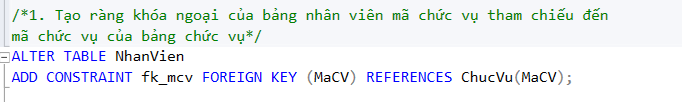 /*1. Tạo ràng khóa ngoại của bảng nhân viên mã chức vụ tham chiếu đến
mã chức vụ của bảng chức vụ*/
ALTER TABLE NhanVien
ADD CONSTRAINT fk_mcv FOREIGN KEY (MaCV) REFERENCES ChucVu(MaCV);